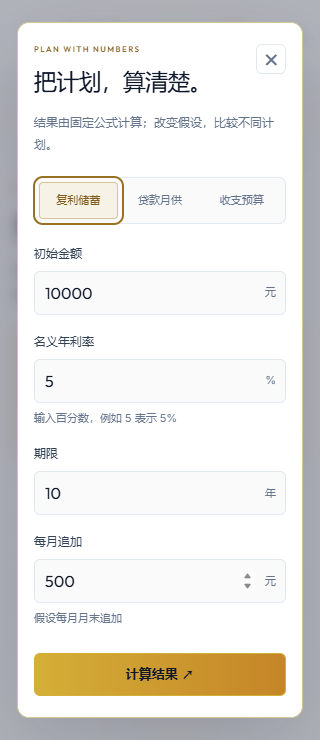 PLAN WITH NUMBERS
把计划，算清楚。
结果由固定公式计算；改变假设，比较不同计
划。
复利储蓄 贷款月供 收支预算
初始金额
10000 元
名义年利率
5 %
输入百分数，例如 5 表示 5%
期限
10 年
每月追加
500 元
假设每月月末追加
计算结果 ↗